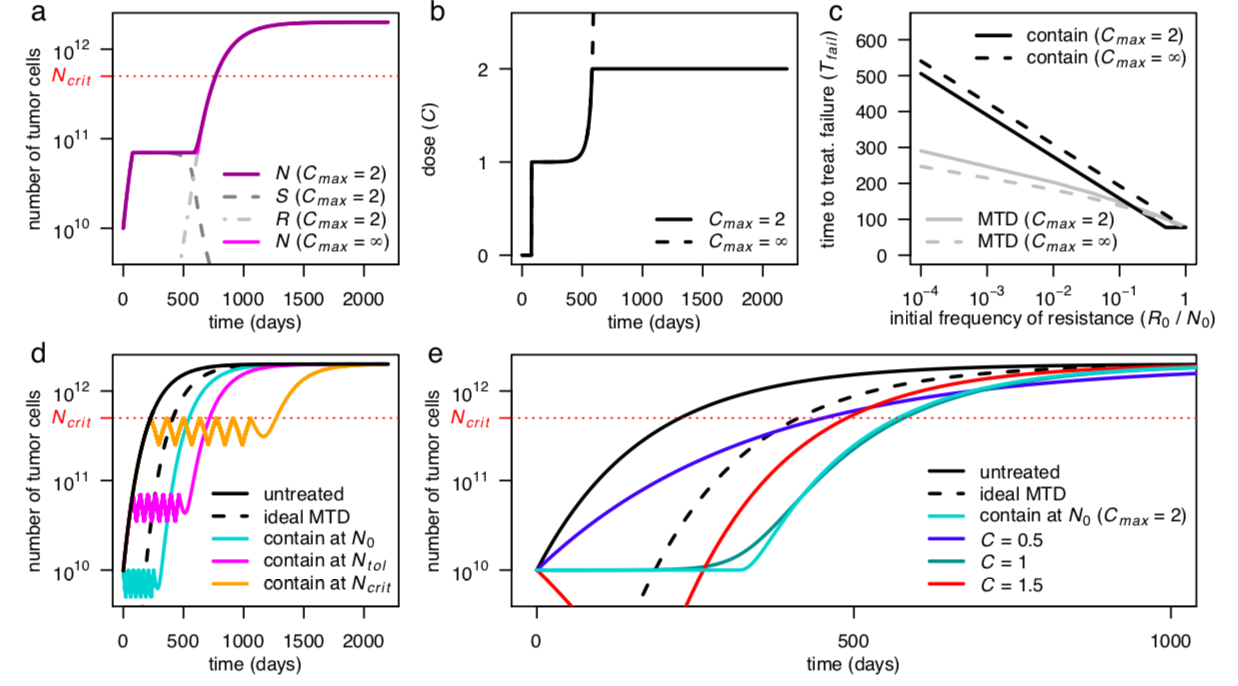 a
number of tumor cells
10^12
N_crit
10^11
10^10
N (C_max = 2)
S (C_max = 2)
R (C_max = 2)
N (C_max = ∞)
0 500 1000 1500 2000
time (days)
b
dose (C)
2
1
0
C_max = 2
C_max = ∞
0 500 1000 1500 2000
time (days)
c
time to treat. failure (T_fail)
600
500
400
300
200
100
0
contain (C_max = 2)
contain (C_max = ∞)
MTD (C_max = 2)
MTD (C_max = ∞)
10^−4 10^−3 10^−2 10^−1 1
initial frequency of resistance (R_0 / N_0)
d
number of tumor cells
10^12
N_crit
10^11
10^10
untreated
ideal MTD
contain at N_0
contain at N_tol
contain at N_crit
0 500 1000 1500 2000
time (days)
e
number of tumor cells
10^12
N_crit
10^11
10^10
untreated
ideal MTD
contain at N_0 (C_max = 2)
C = 0.5
C = 1
C = 1.5
0 500 1000
time (days)